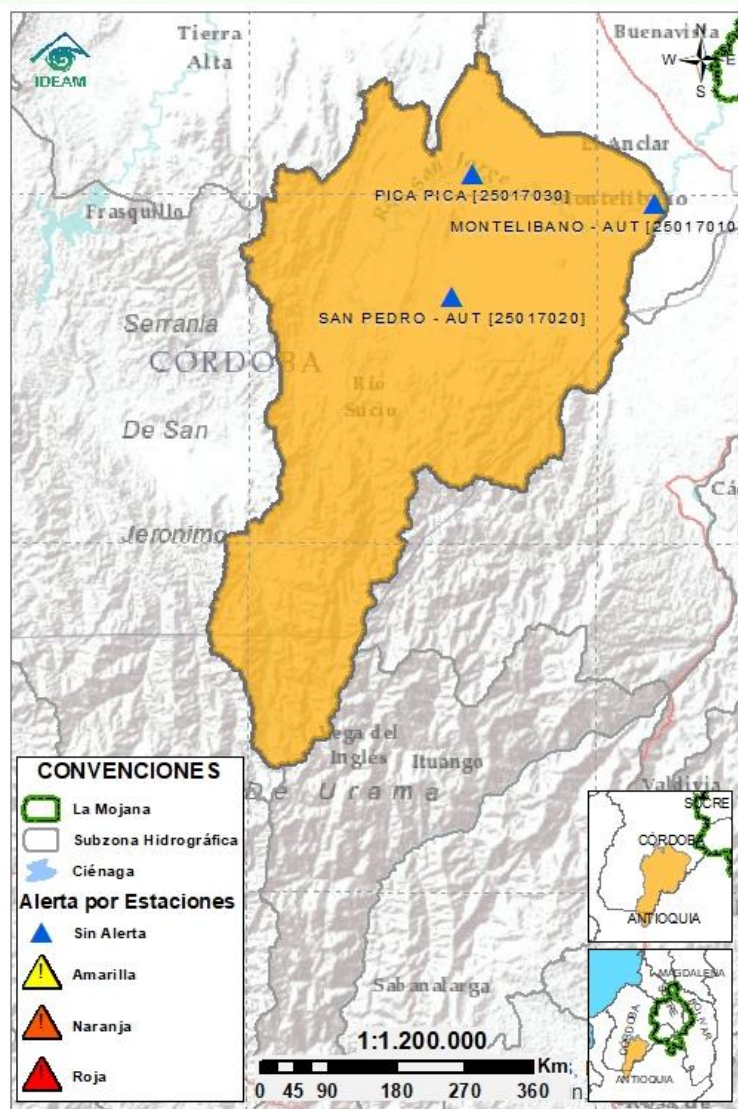 IDEAM
Tierra
Alta
Buenavista
N
W
E
S
El Anclar
PICA PICA [25017030]
Montelibano
MONTELIBANO - AUT [25017010
Frasquillo
SAN PEDRO - AUT [25017020]
Serrania
CÓRDOBA
Río
Sucio
De San
Các
Jeronimo
Vega del
Inglés
Ituango
De Urama
Valdivia
Sabanalarga
CONVENCIONES
La Mojana
Subzona Hidrográfica
Ciénaga
Alerta por Estaciones
Sin Alerta
Amarilla
Naranja
Roja
1:1.200.000
Km
0 45 90 180 270 360
SUCRE
CÓRDOBA
ANTIOQUIA
MAGDALENA
CÓRDOBA
BOLIVAR
ANTIOQUIA